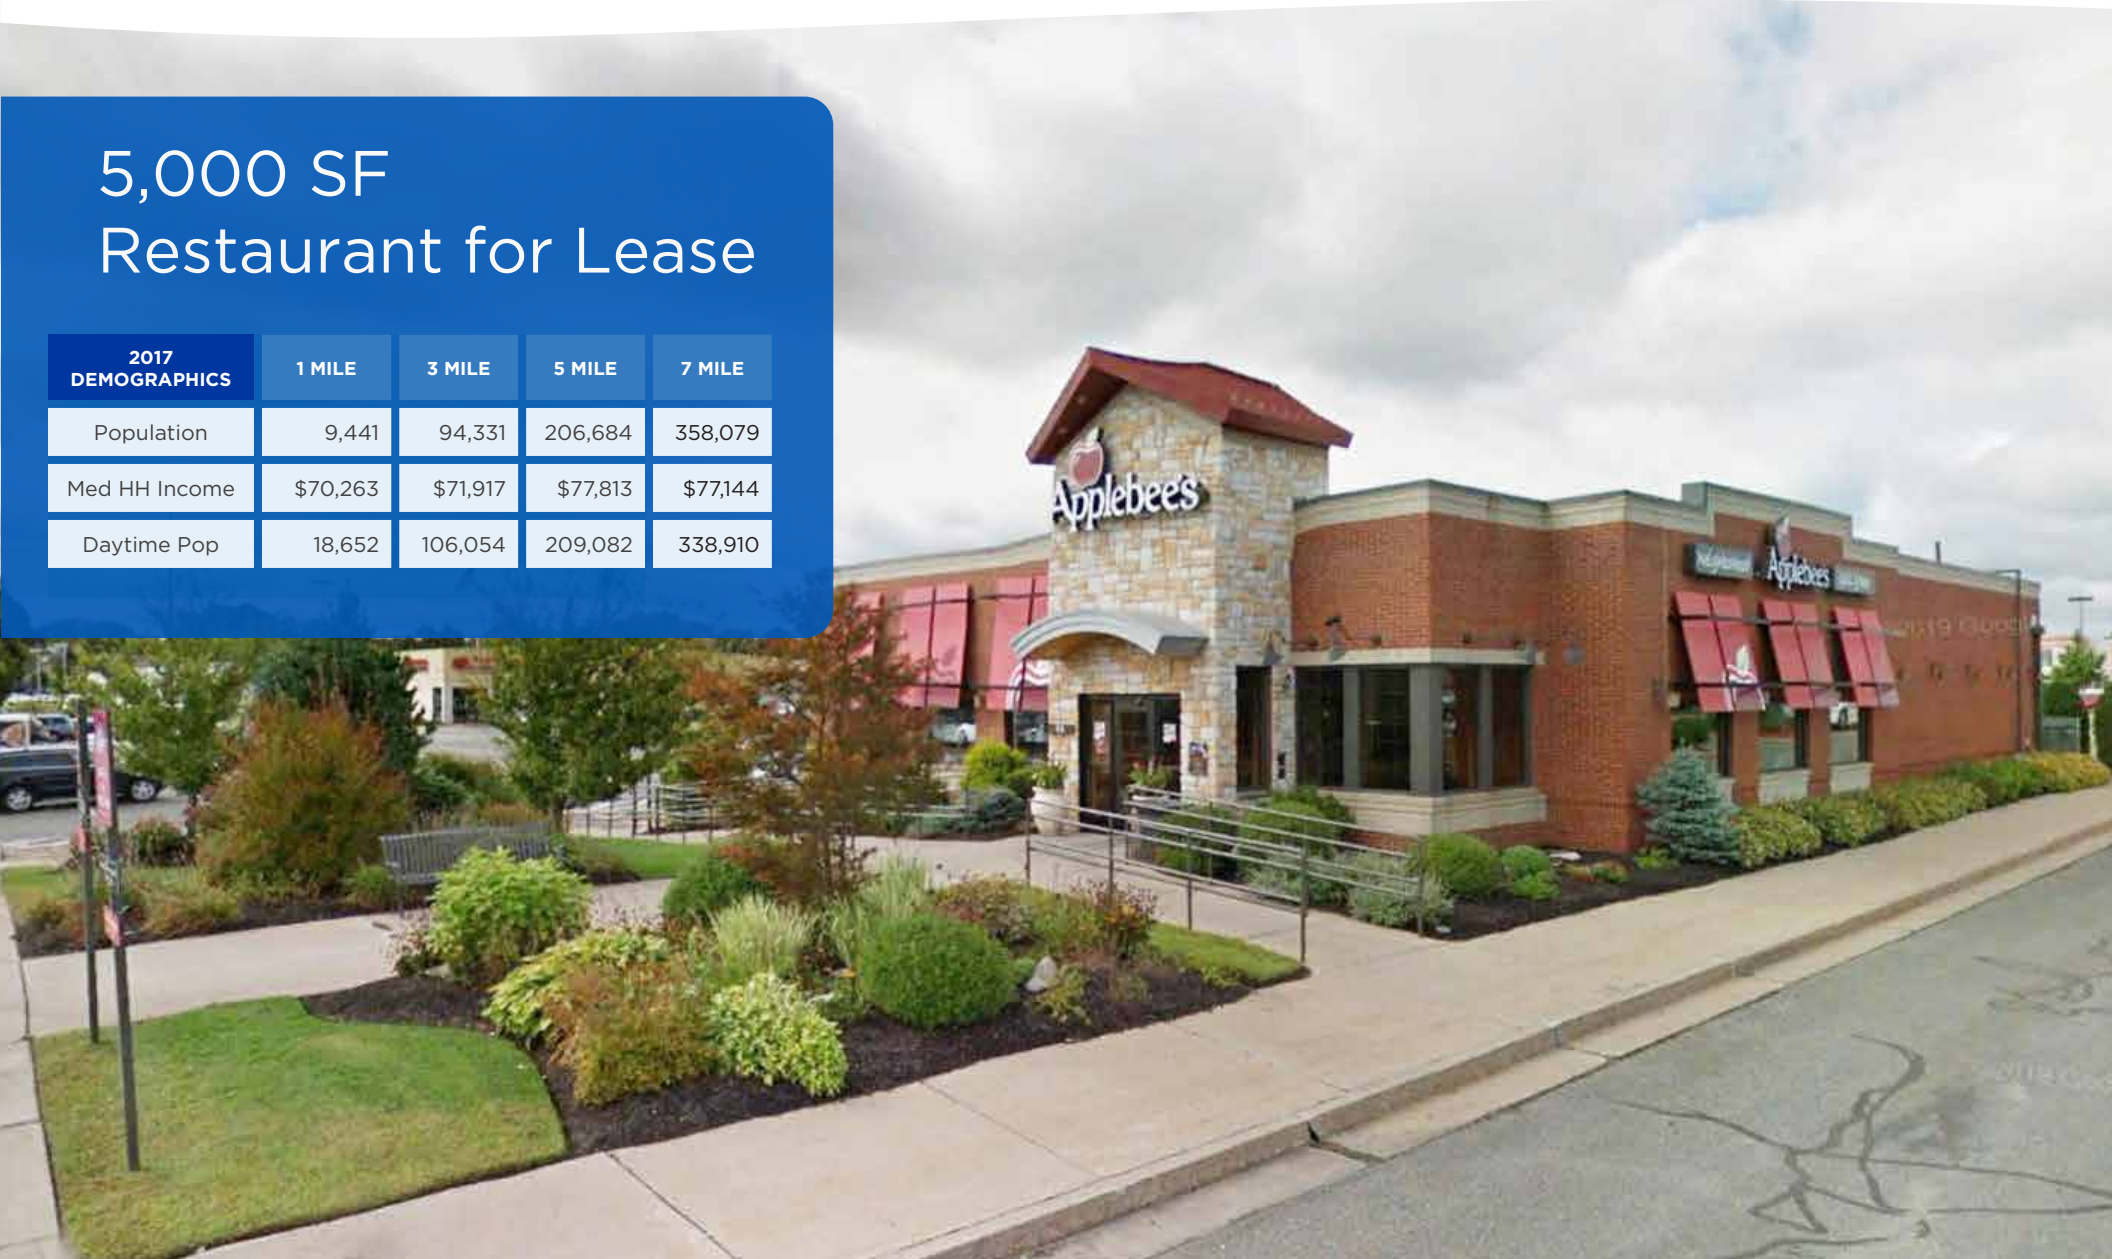 5,000 SF
Restaurant for Lease
2017 DEMOGRAPHICS 1 MILE 3 MILE 5 MILE 7 MILE
Population 9,441 94,331 206,684 358,079
Med HH Income $70,263 $71,917 $77,813 $77,144
Daytime Pop 18,652 106,054 209,082 338,910
Applebee's
Neighborhood Applebee's